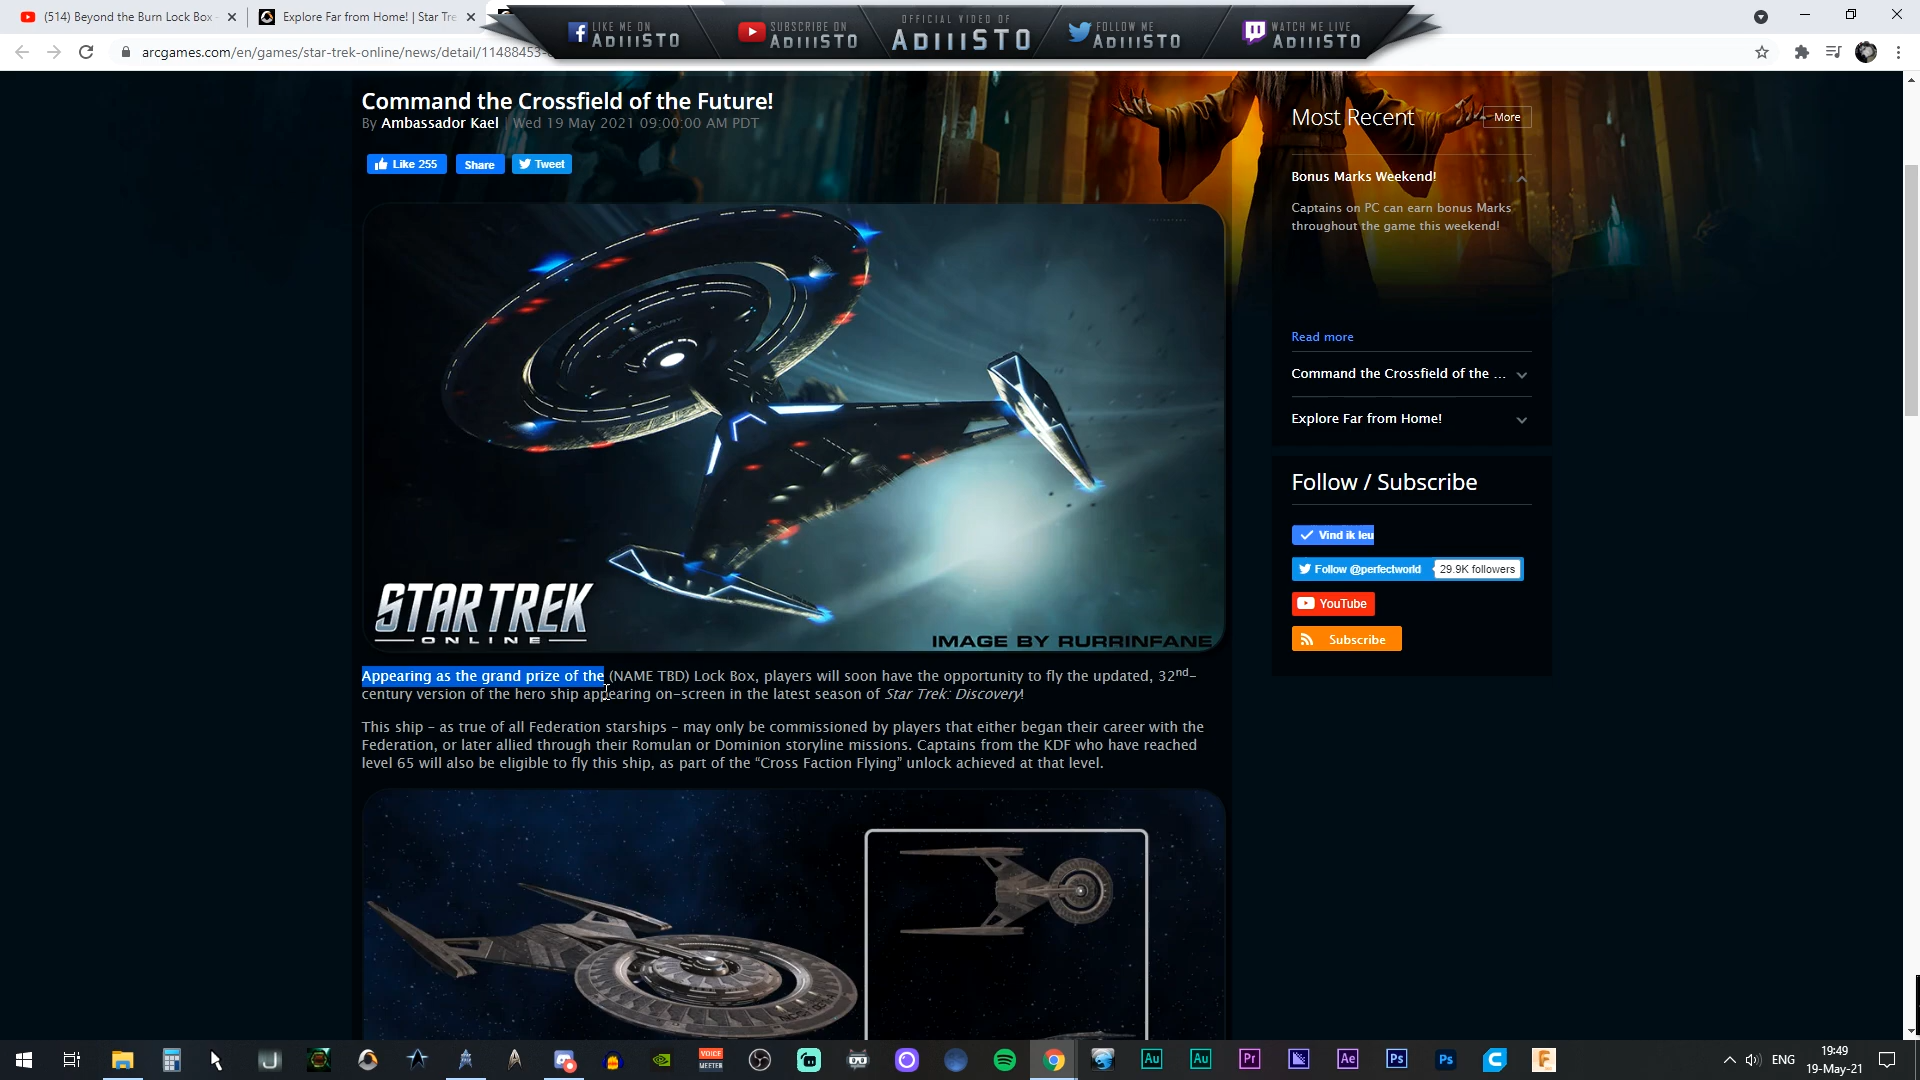 (514) Beyond the Burn Lock Box -
Explore Far from Home! | Star Tre
LIKE ME ON
ADIIISTO
SUBSCRIBE ON
ADIIISTO
OFFICIAL VIDEO OF
ADIIISTO
FOLLOW ME
ADIIISTO
WATCH ME LIVE
ADIIISTO
arcgames.com/en/games/star-trek-online/news/detail/11488453-
Command the Crossfield of the Future!
By Ambassador Kael | Wed 19 May 2021 09:00:00 AM PDT
Like 255
Share
Tweet
U.S.S. DISCOVERY
STAR TREK
ONLINE
IMAGE BY RURRINFANE
Appearing as the grand prize of the (NAME TBD) Lock Box, players will soon have the opportunity to fly the updated, 32nd-
century version of the hero ship appearing on-screen in the latest season of Star Trek: Discovery!
This ship – as true of all Federation starships – may only be commissioned by players that either began their career with the
Federation, or later allied through their Romulan or Dominion storyline missions. Captains from the KDF who have reached
level 65 will also be eligible to fly this ship, as part of the “Cross Faction Flying” unlock achieved at that level.
Most Recent
More
Bonus Marks Weekend!
Captains on PC can earn bonus Marks
throughout the game this weekend!
Read more
Command the Crossfield of the ...
Explore Far from Home!
Follow / Subscribe
Vind ik leu
Follow @perfectworld
29.9K followers
YouTube
Subscribe
VOICE
MEETER
Au
Au
Pr
Ae
Ps
Ps
ENG
19:49
19-May-21